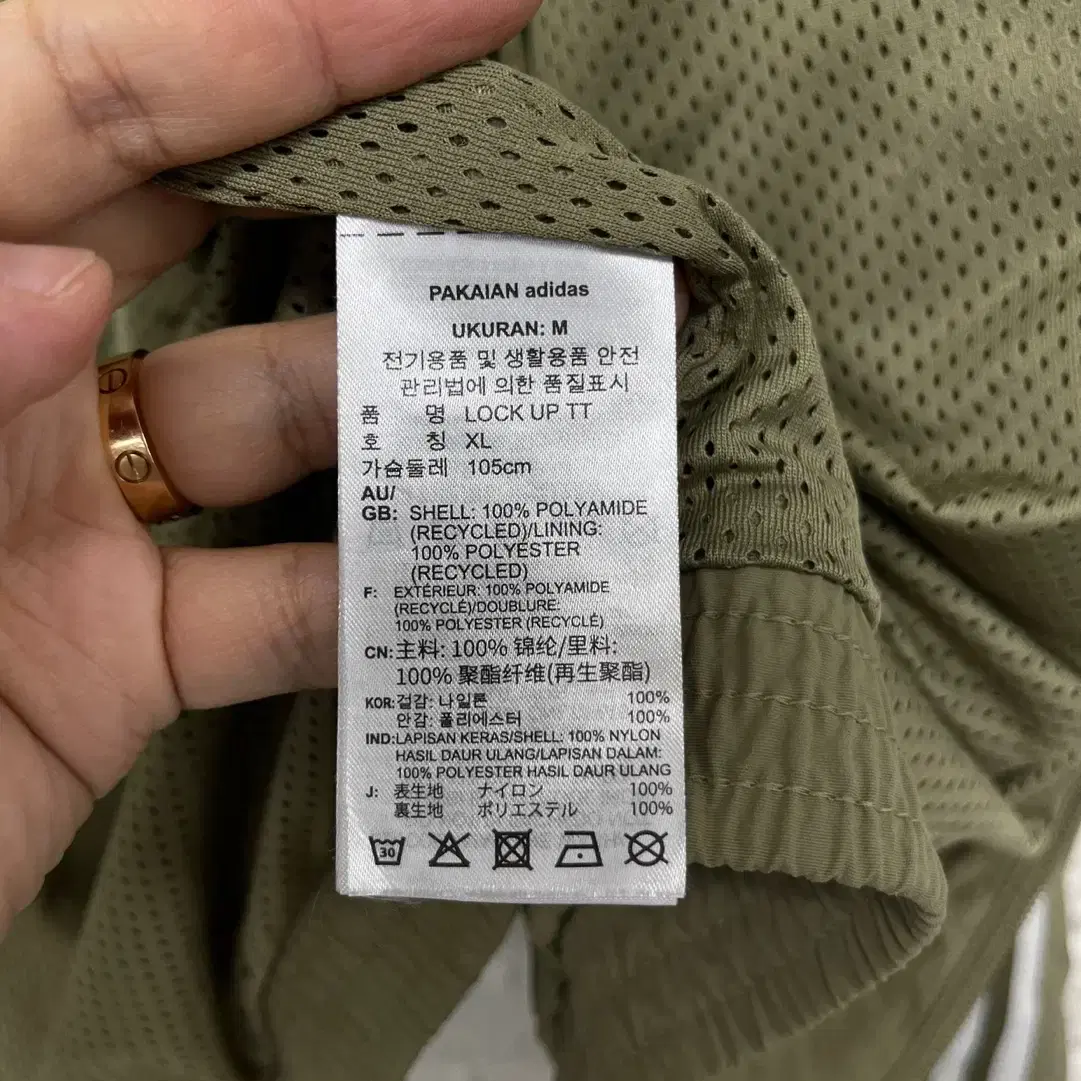 PAKAIAN adidas
UKURAN: M
전기용품 및 생활용품 안전
관리법에 의한 품질표시
품 명 LOCK UP TT
호 칭 XL
가슴둘레 105cm
AU/
GB: SHELL: 100% POLYAMIDE
(RECYCLED)/LINING:
100% POLYESTER
(RECYCLED)
F: EXTÉRIEUR: 100% POLYAMIDE
(RECYCLÉ)/DOUBLURE:
100% POLYESTER (RECYCLÉ)
CN: 主料: 100% 锦纶/里料:
100% 聚酯纤维(再生聚酯)
KOR: 겉감: 나일론 100%
안감: 폴리에스터 100%
IND: LAPISAN KERAS/SHELL: 100% NYLON
HASIL DAUR ULANG/LAPISAN DALAM:
100% POLYESTER HASIL DAUR ULANG
J: 表生地 ナイロン 100%
裏生地 ポリエステル 100%
30